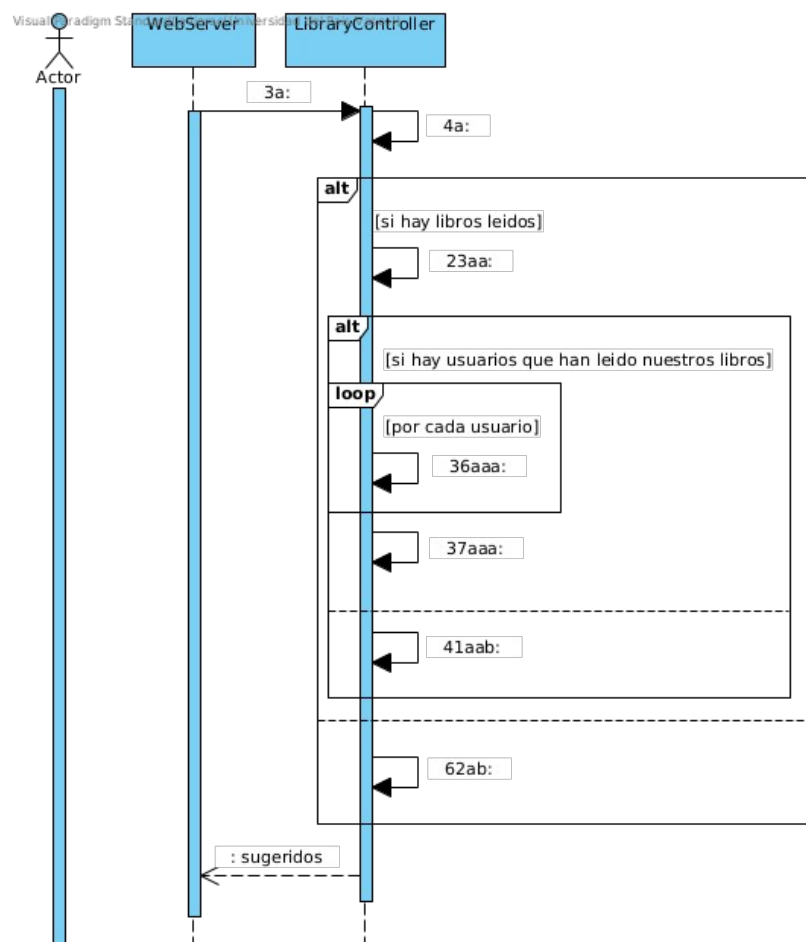 Visual Paradigm Standard
WebServer
LibraryController
Actor
3a:
4a:
alt
[si hay libros leidos]
23aa:
alt
[si hay usuarios que han leido nuestros libros]
loop
[por cada usuario]
36aaa:
37aaa:
41aab:
62ab:
: sugeridos